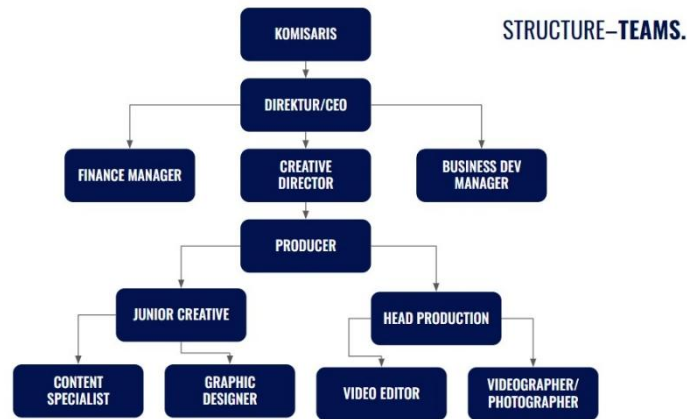 STRUCTURE–TEAMS.
KOMISARIS
DIREKTUR/CEO
FINANCE MANAGER
CREATIVE
DIRECTOR
BUSINESS DEV
MANAGER
PRODUCER
JUNIOR CREATIVE
HEAD PRODUCTION
CONTENT
SPECIALIST
GRAPHIC
DESIGNER
VIDEO EDITOR
VIDEOGRAPHER/
PHOTOGRAPHER